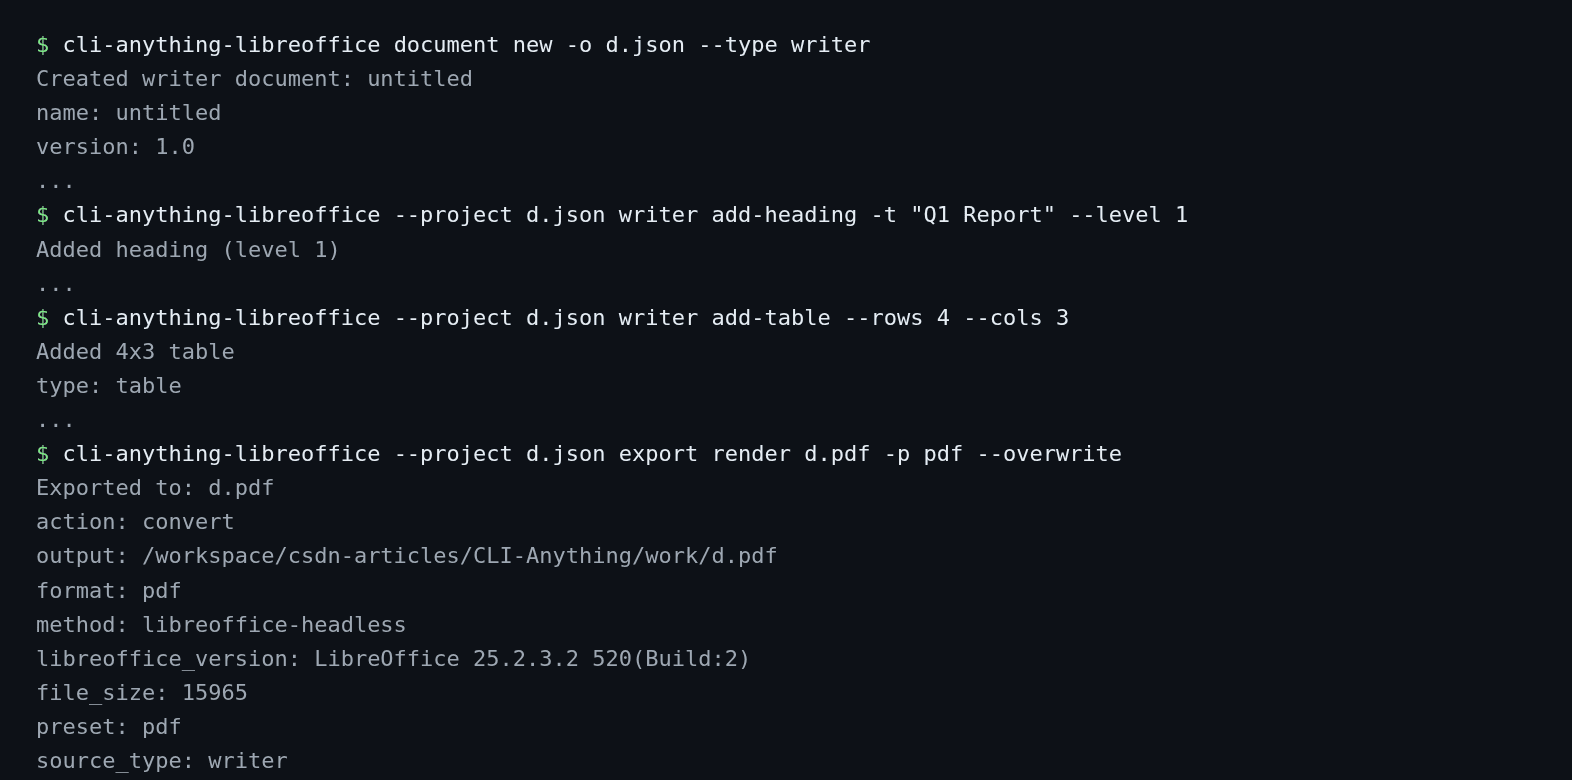 $ cli-anything-libreoffice document new -o d.json --type writer
Created writer document: untitled
name: untitled
version: 1.0
...
$ cli-anything-libreoffice --project d.json writer add-heading -t "Q1 Report" --level 1
Added heading (level 1)
...
$ cli-anything-libreoffice --project d.json writer add-table --rows 4 --cols 3
Added 4x3 table
type: table
...
$ cli-anything-libreoffice --project d.json export render d.pdf -p pdf --overwrite
Exported to: d.pdf
action: convert
output: /workspace/csdn-articles/CLI-Anything/work/d.pdf
format: pdf
method: libreoffice-headless
libreoffice_version: LibreOffice 25.2.3.2 520(Build:2)
file_size: 15965
preset: pdf
source_type: writer